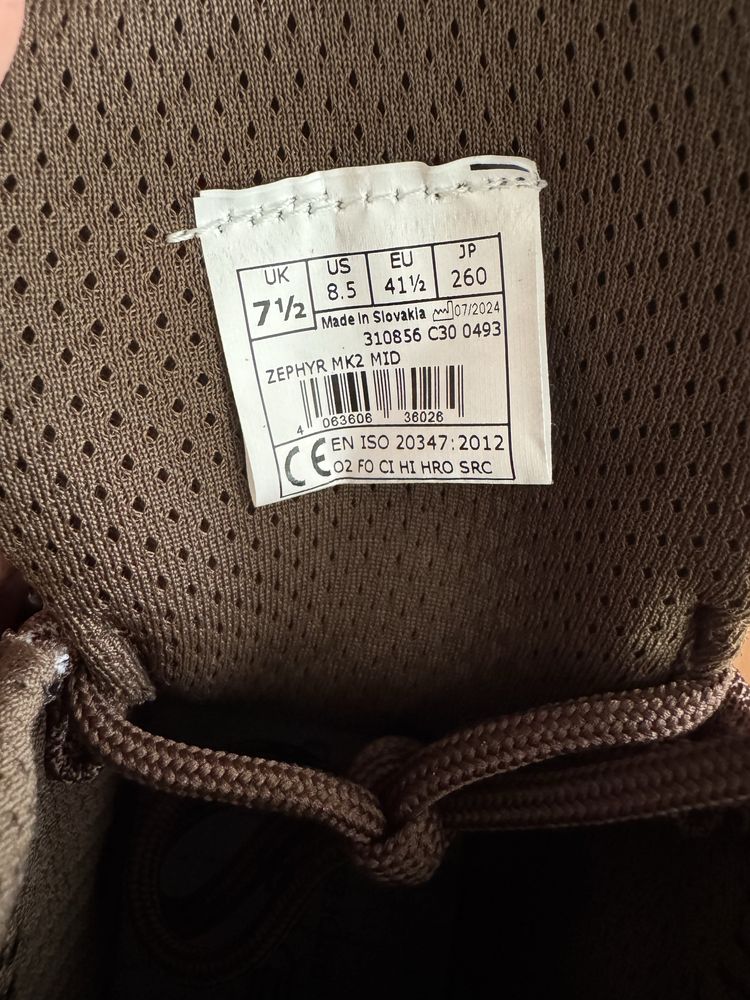 UK US EU JP
7½ 8.5 41½ 260
Made in Slovakia 07/2024
310856 C30 0493
ZEPHYR MK2 MID
4 063606 36026
CE EN ISO 20347:2012
O2 FO CI HI HRO SRC